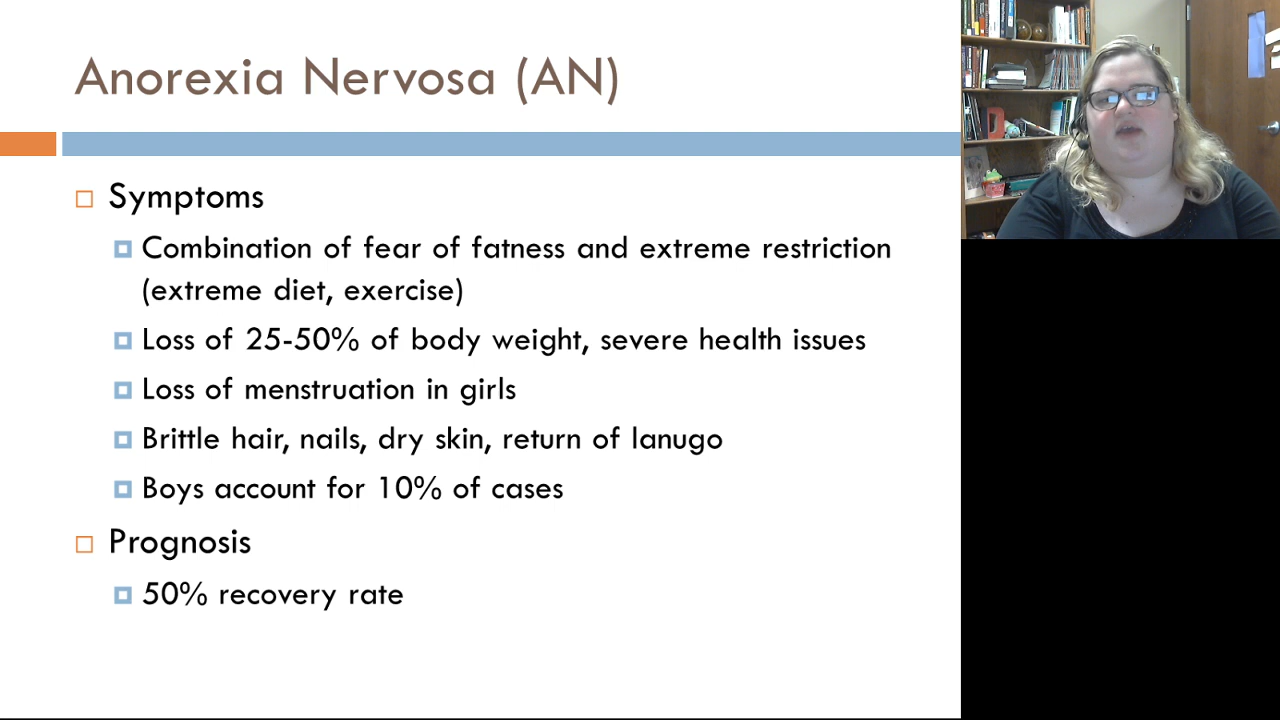 Anorexia Nervosa (AN)
Symptoms
Combination of fear of fatness and extreme restriction
(extreme diet, exercise)
Loss of 25-50% of body weight, severe health issues
Loss of menstruation in girls
Brittle hair, nails, dry skin, return of lanugo
Boys account for 10% of cases
Prognosis
50% recovery rate